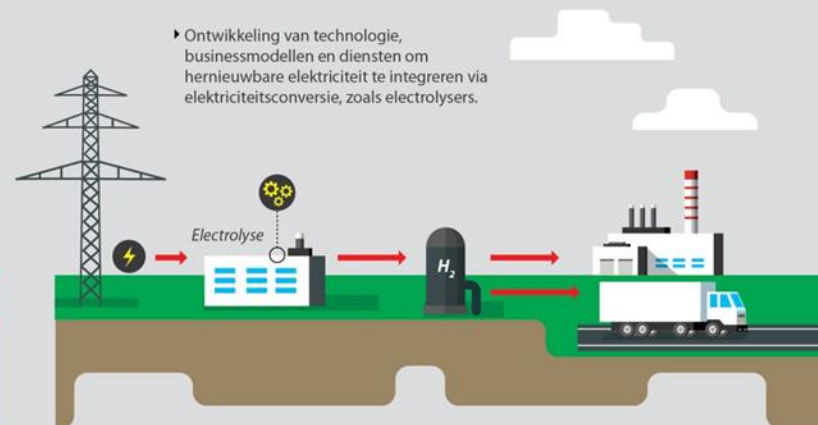 Ontwikkeling van technologie,
businessmodellen en diensten om
hernieuwbare elektriciteit te integreren via
elektriciteitsconversie, zoals electrolysers.
Electrolyse
H₂